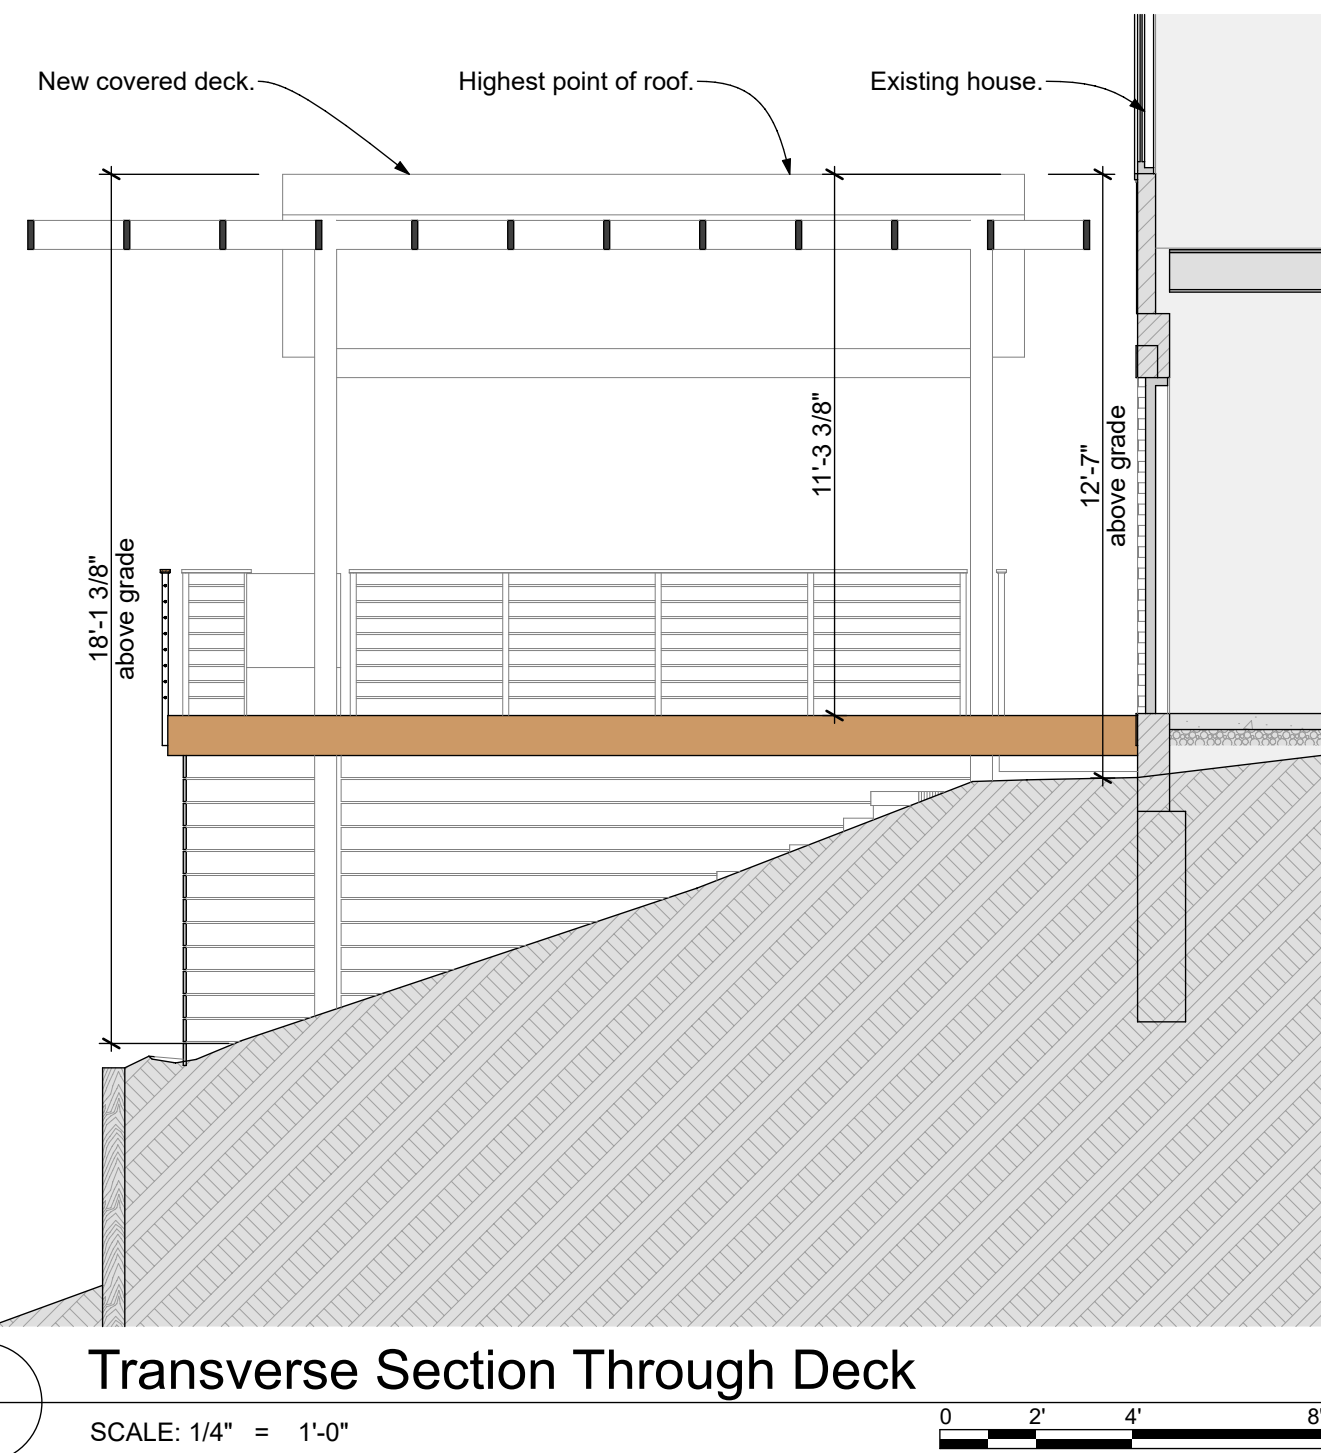 New covered deck.
Highest point of roof.
Existing house.
18'-1 3/8"
above grade
11'-3 3/8"
12'-7"
above grade
Transverse Section Through Deck
SCALE: 1/4" = 1'-0"
0 2' 4' 8'